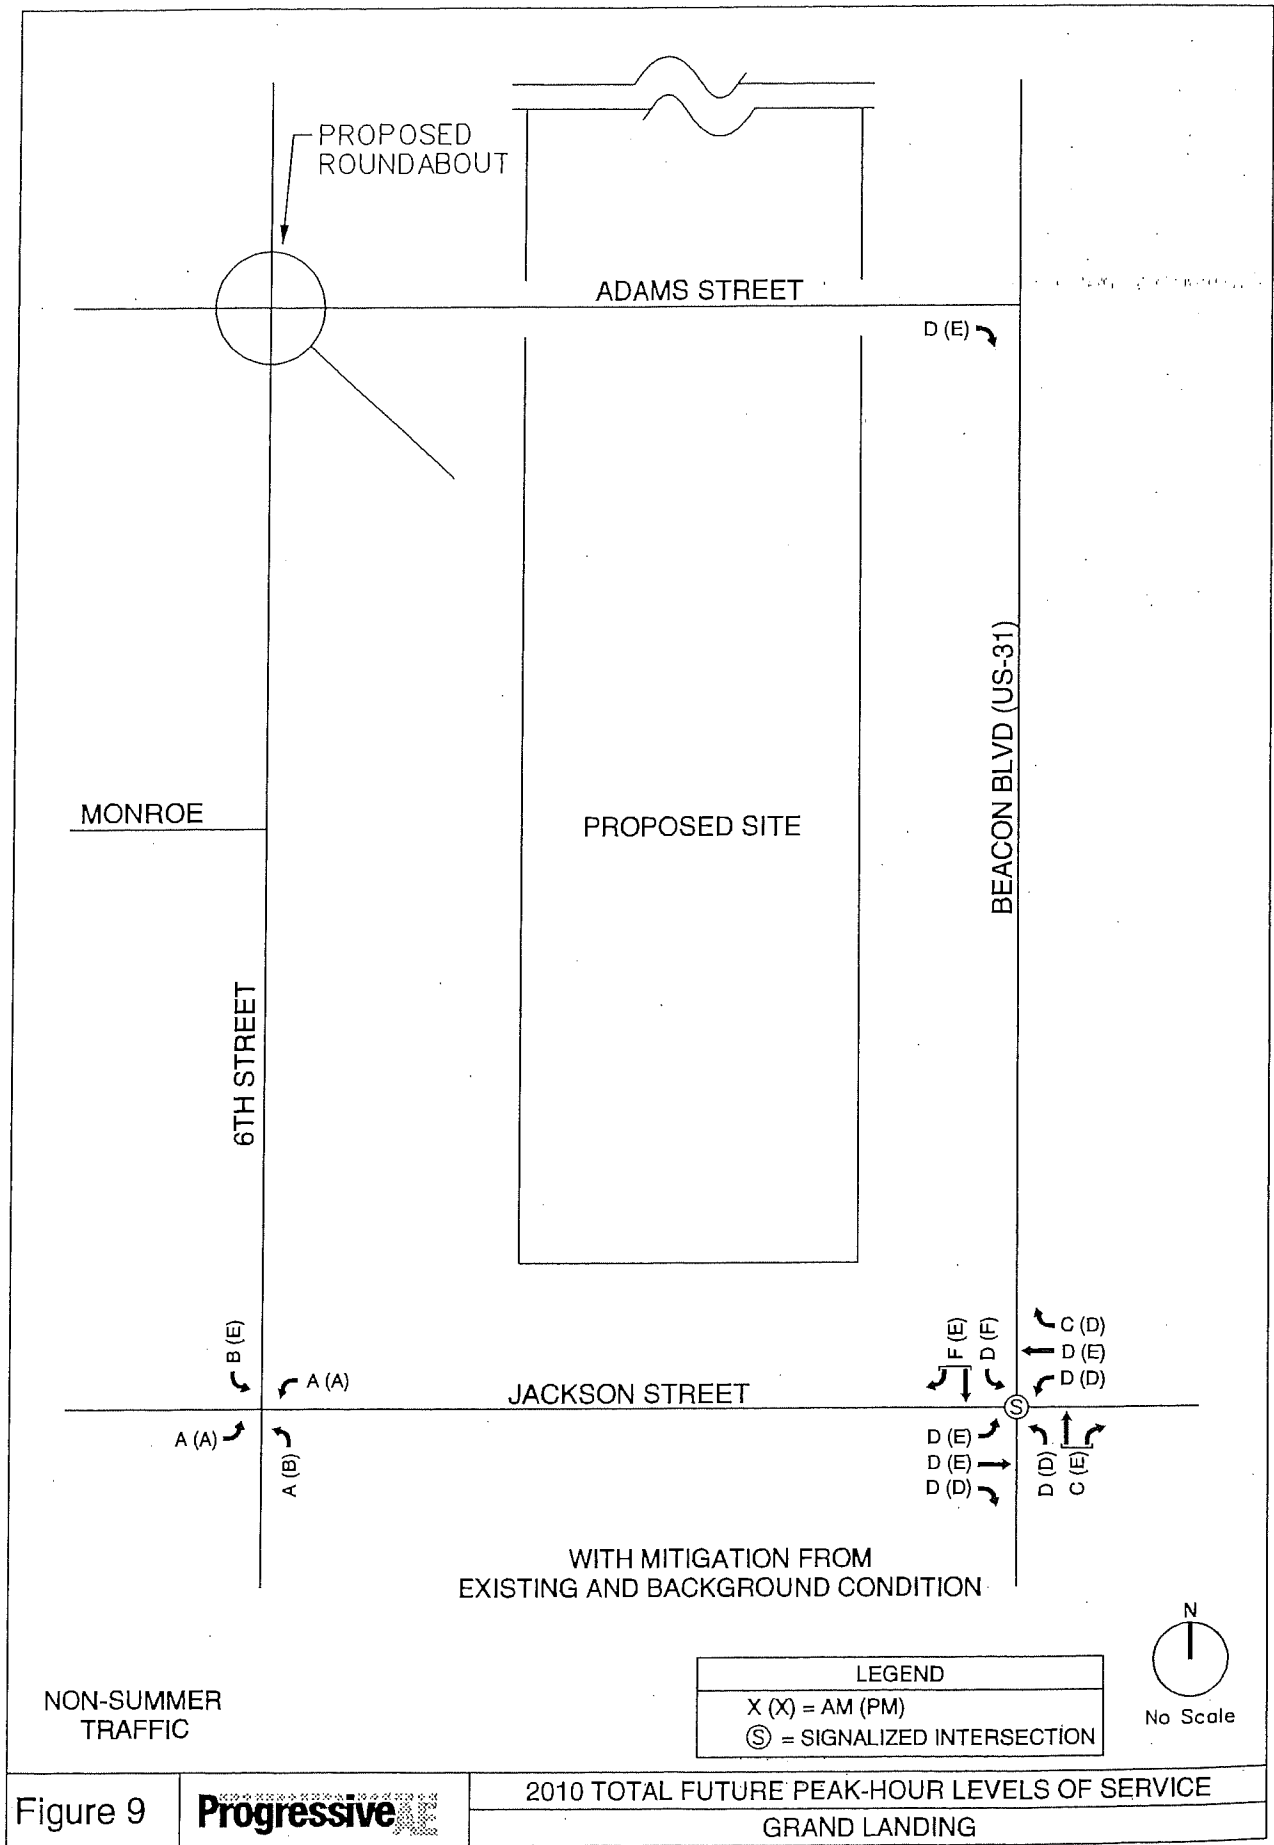 PROPOSED
ROUNDABOUT
ADAMS STREET
D (E)
BEACON BLVD (US-31)
MONROE
PROPOSED SITE
6TH STREET
B (E)
A (A)
JACKSON STREET
F (E)
D (F)
C (D)
D (E)
D (D)
S
A (A)
A (B)
D (E)
D (E)
D (D)
D (D)
C (E)
WITH MITIGATION FROM
EXISTING AND BACKGROUND CONDITION
N
No Scale
NON-SUMMER
TRAFFIC
LEGEND
X (X) = AM (PM)
Ⓢ = SIGNALIZED INTERSECTION
Figure 9
Progressive AE
2010 TOTAL FUTURE PEAK-HOUR LEVELS OF SERVICE
GRAND LANDING